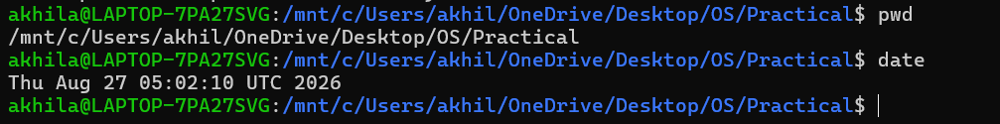 akhila@LAPTOP-7PA27SVG:/mnt/c/Users/akhil/OneDrive/Desktop/OS/Practical$ pwd
/mnt/c/Users/akhil/OneDrive/Desktop/OS/Practical
akhila@LAPTOP-7PA27SVG:/mnt/c/Users/akhil/OneDrive/Desktop/OS/Practical$ date
Thu Aug 27 05:02:10 UTC 2026
akhila@LAPTOP-7PA27SVG:/mnt/c/Users/akhil/OneDrive/Desktop/OS/Practical$